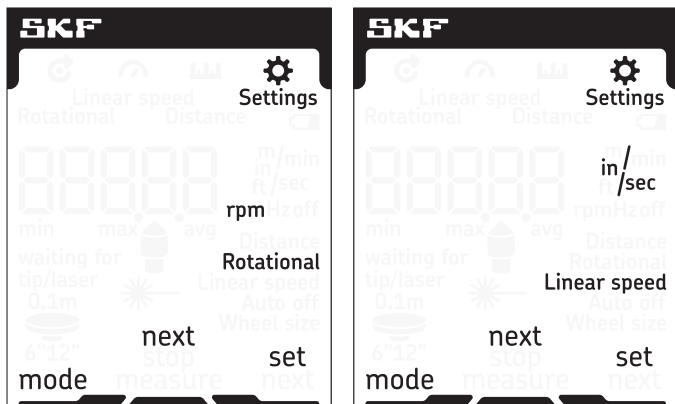 SKF
Settings
Linear speed
Rotational Distance
88888
m/min
in
ft/sec
rpmHzoff
min max avg
Distance
waiting for
Rotational
tip/laser
Linear speed
0.1m
Auto off
Wheel size
next
6"12"
stop
set
mode measure next
SKF
Settings
Linear speed
Rotational Distance
88888
m/min
in/
ft/sec
rpmHzoff
min max avg
Distance
waiting for
Rotational
tip/laser
Linear speed
0.1m
Auto off
Wheel size
next
6"12"
stop
set
mode measure next